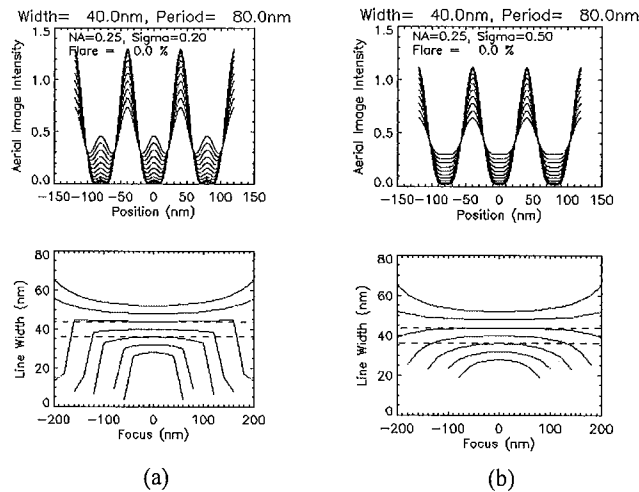 Width= 40.0nm, Period= 80.0nm
NA=0.25, Sigma=0.20
Flare = 0.0 %
Aerial Image Intensity
1.5
1.0
0.5
0.0
-150 -100 -50 0 50 100 150
Position (nm)
Line Width (nm)
80
60
40
20
0
-200 -100 0 100 200
Focus (nm)
(a)
Width= 40.0nm, Period= 80.0nm
NA=0.25, Sigma=0.50
Flare = 0.0 %
Aerial Image Intensity
1.5
1.0
0.5
0.0
-150 -100 -50 0 50 100 150
Position (nm)
Line Width (nm)
80
60
40
20
0
-200 -100 0 100 200
Focus (nm)
(b)